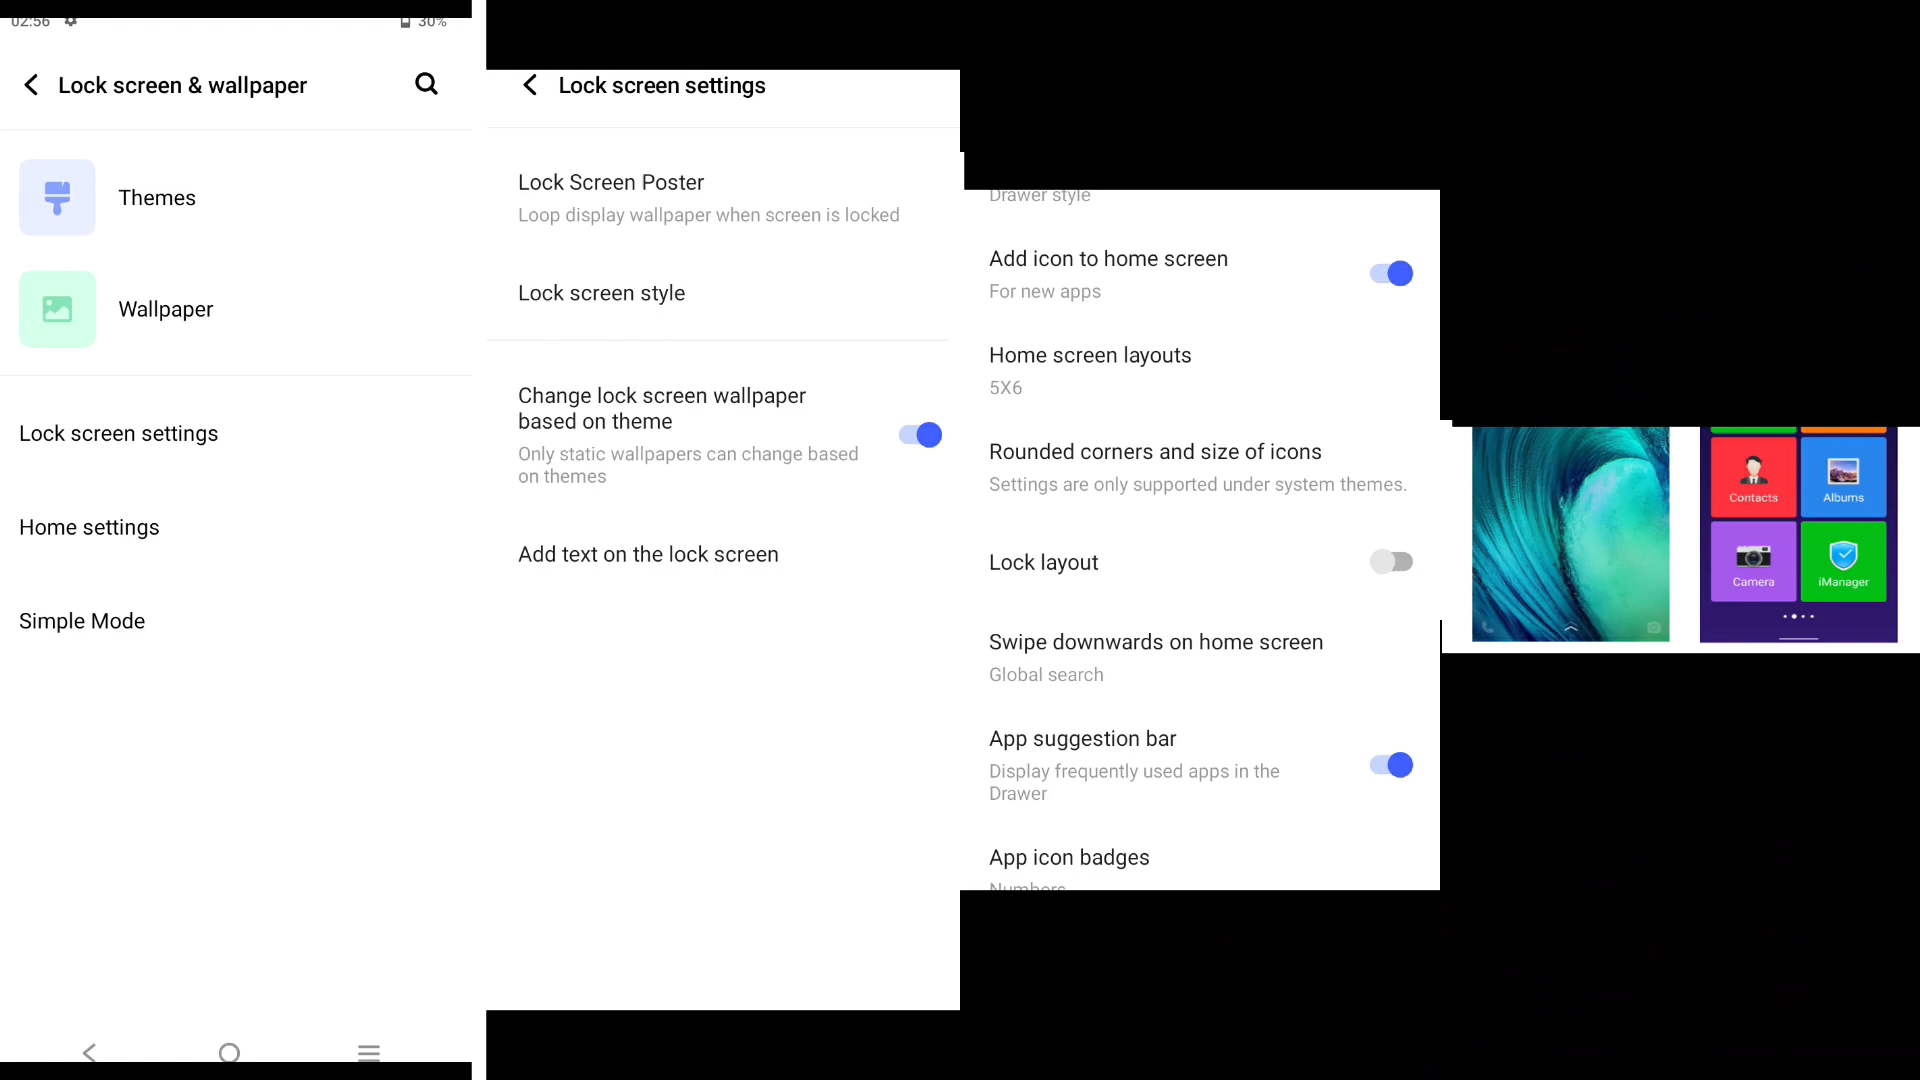 02:56
30%
Lock screen & wallpaper
Themes
Wallpaper
Lock screen settings
Home settings
Simple Mode
Lock screen settings
Lock Screen Poster
Loop display wallpaper when screen is locked
Lock screen style
Change lock screen wallpaper
based on theme
Only static wallpapers can change based
on themes
Add text on the lock screen
Drawer style
Add icon to home screen
For new apps
Home screen layouts
5X6
Rounded corners and size of icons
Settings are only supported under system themes.
Lock layout
Swipe downwards on home screen
Global search
App suggestion bar
Display frequently used apps in the
Drawer
App icon badges
Numbers
Contacts
Albums
Camera
iManager